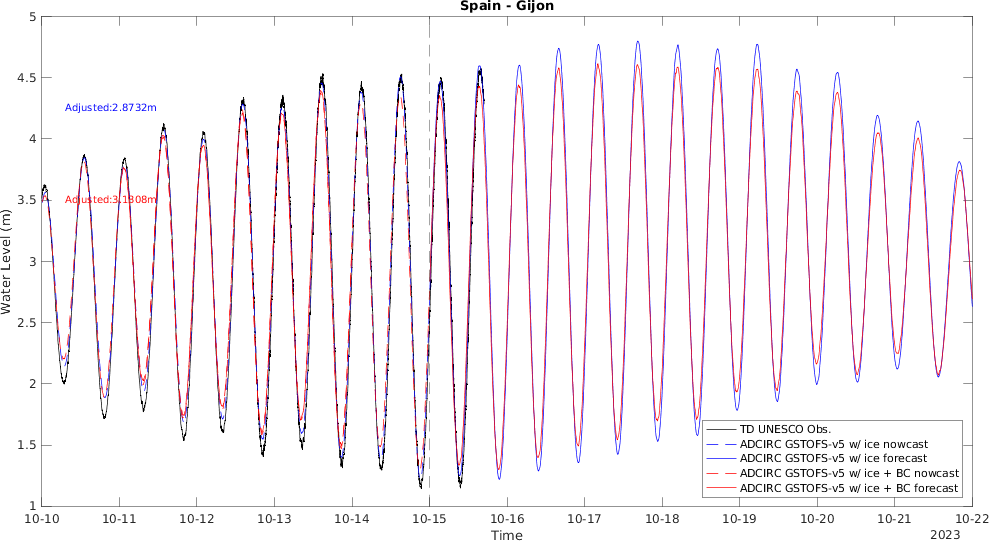 Spain - Gijon
Water Level (m)
5
4.5
4
3.5
3
2.5
2
1.5
1
Adjusted:2.8732m
Adjusted:3.1308m
TD UNESCO Obs.
ADCIRC GSTOFS-v5 w/ ice nowcast
ADCIRC GSTOFS-v5 w/ ice forecast
ADCIRC GSTOFS-v5 w/ ice + BC nowcast
ADCIRC GSTOFS-v5 w/ ice + BC forecast
10-10 10-11 10-12 10-13 10-14 10-15 10-16 10-17 10-18 10-19 10-20 10-21 10-22
Time
2023